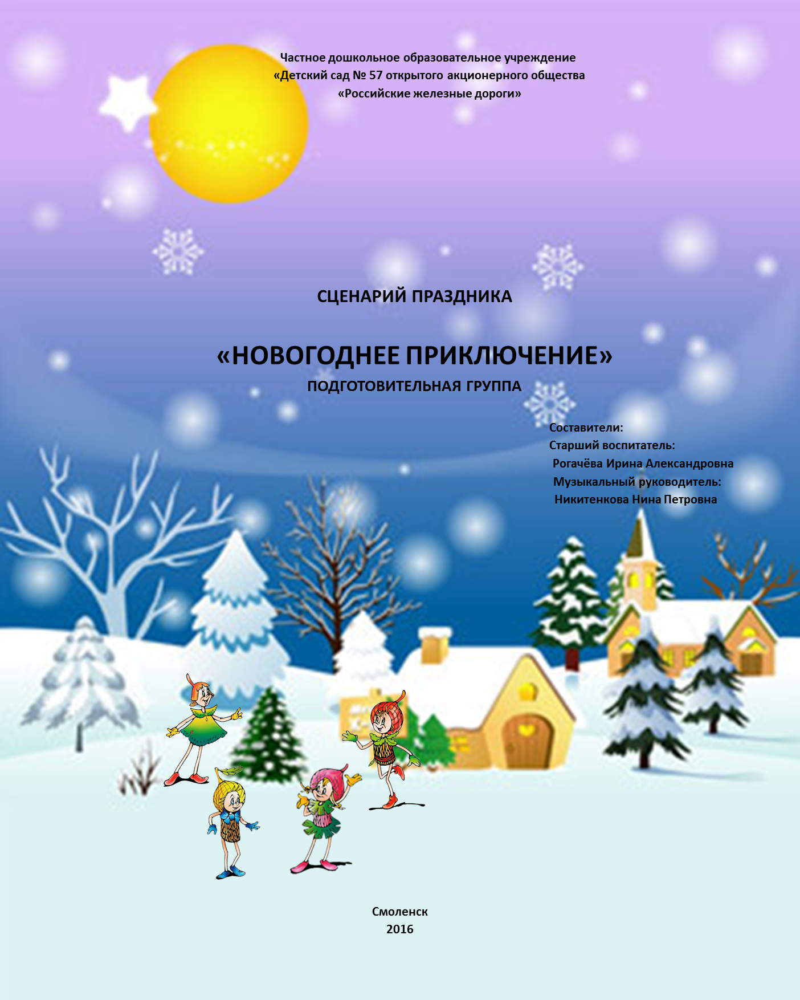 Частное дошкольное образовательное учреждение
«Детский сад № 57 открытого акционерного общества
«Российские железные дороги»
СЦЕНАРИЙ ПРАЗДНИКА
«НОВОГОДНЕЕ ПРИКЛЮЧЕНИЕ»
ПОДГОТОВИТЕЛЬНАЯ ГРУППА
Составители:
Старший воспитатель:
Рогачёва Ирина Александровна
Музыкальный руководитель:
Никитенкова Нина Петровна
Смоленск
2016